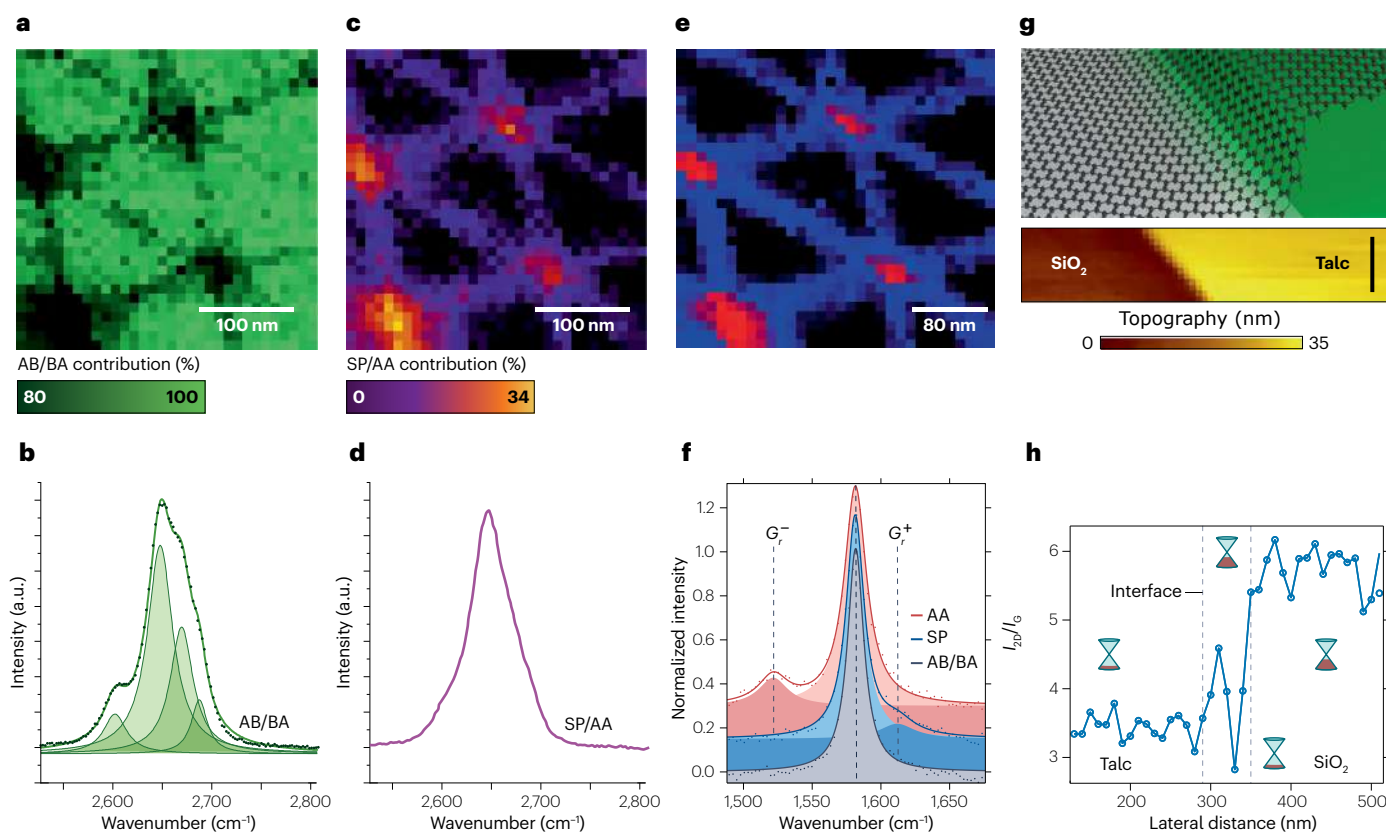 a
c
e
g
100 nm
100 nm
80 nm
SiO₂
Talc
Topography (nm)
0
35
AB/BA contribution (%)
80
100
SP/AA contribution (%)
0
34
b
Intensity (a.u.)
AB/BA
2,600
2,700
2,800
Wavenumber (cm⁻¹)
d
Intensity (a.u.)
SP/AA
2,600
2,700
2,800
Wavenumber (cm⁻¹)
f
Normalized intensity
1.2
1.0
0.8
0.6
0.4
0.2
0.0
Gᵣ⁻
Gᵣ⁺
AA
SP
AB/BA
1,500
1,550
1,600
1,650
Wavenumber (cm⁻¹)
h
I₂D/I_G
6
5
4
3
Interface
Talc
SiO₂
200
300
400
500
Lateral distance (nm)